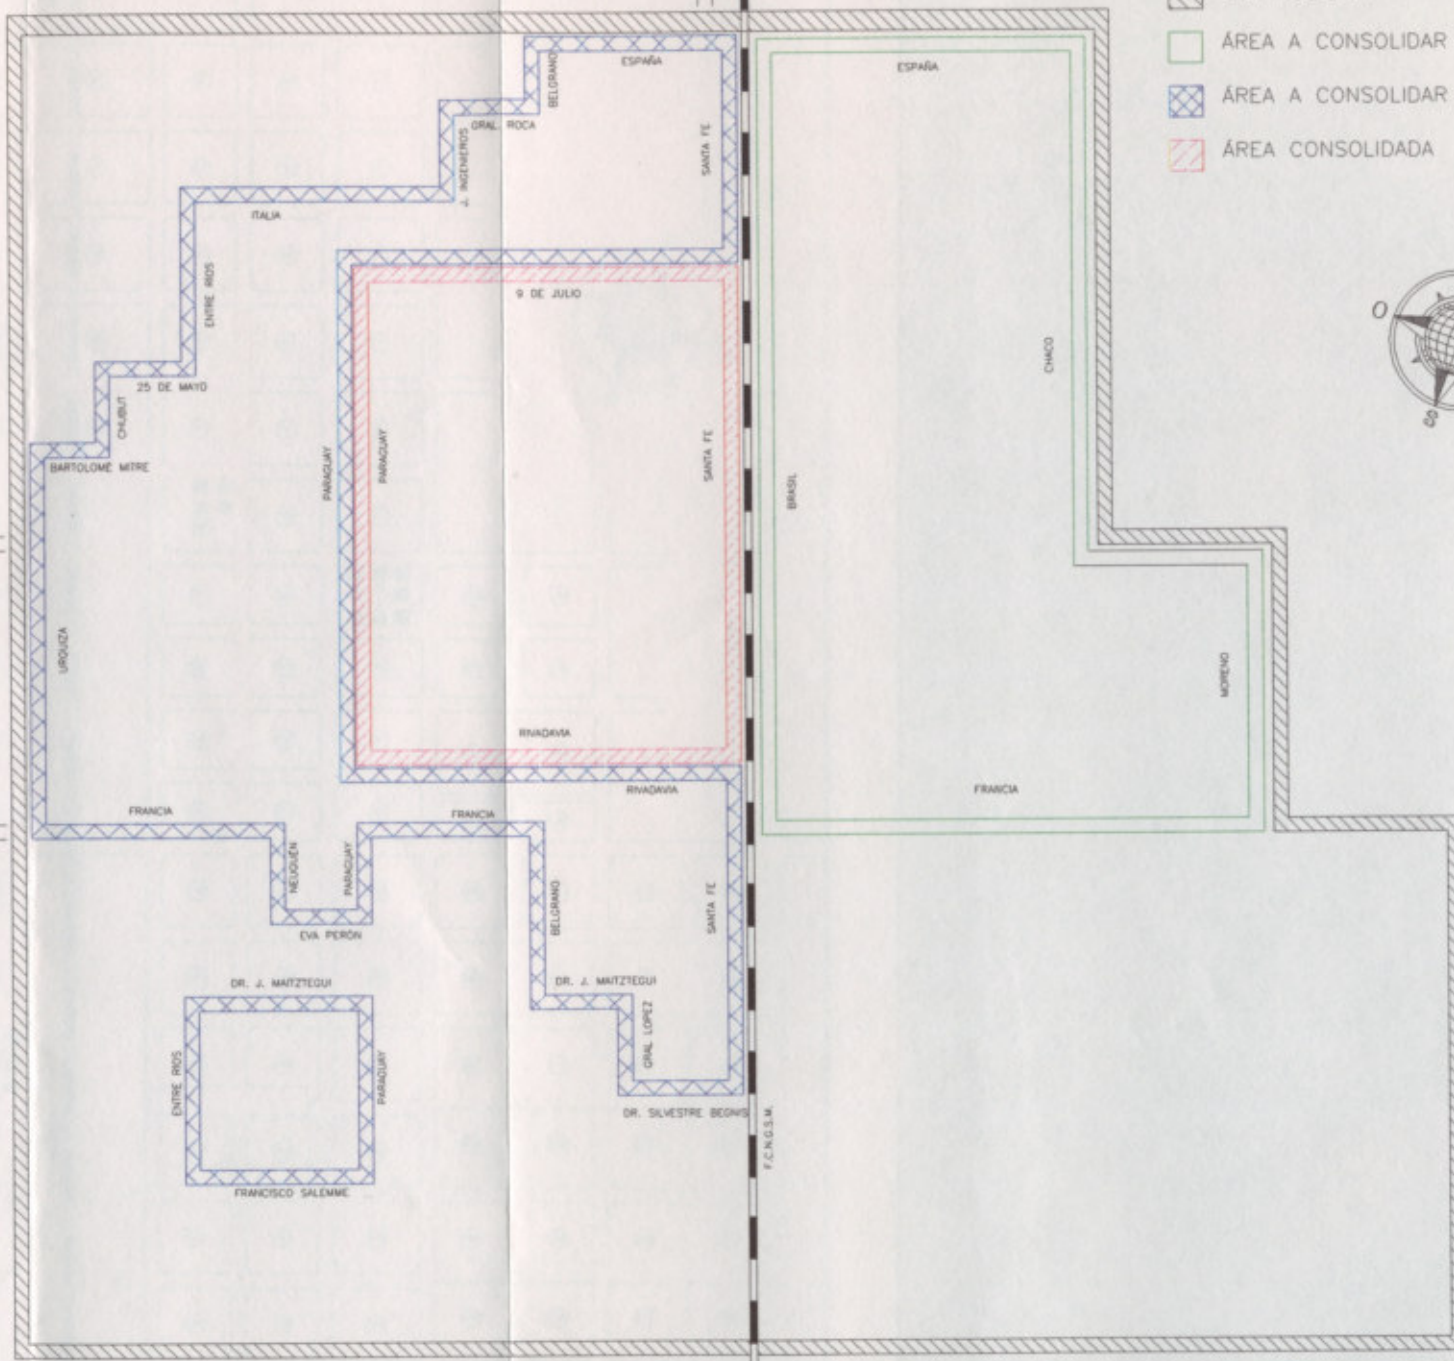 ÁREA A CONSOLIDAR
ÁREA A CONSOLIDAR
ÁREA CONSOLIDADA
O
ESPAÑA
BELGRANO
GRAL. ROCA
J. INGENIEROS
SANTA FE
ITALIA
ENTRE RIOS
25 DE MAYO
CHUBUT
BARTOLOMÉ MITRE
URQUIZA
9 DE JULIO
PARAGUAY
PARAGUAY
SANTA FE
RIVADAVIA
RIVADAVIA
ESPAÑA
CHACO
BRASIL
MORENO
FRANCIA
FRANCIA
FRANCIA
NEUQUÉN
PARAGUAY
EVA PERÓN
BELGRANO
SANTA FE
DR. J. MAITZTEGUI
DR. J. MAITZTEGUI
GRAL LOPEZ
ENTRE RIOS
PARAGUAY
DR. SILVESTRE BEGNIS
F.C.N.G.S.M.
FRANCISCO SALEMME